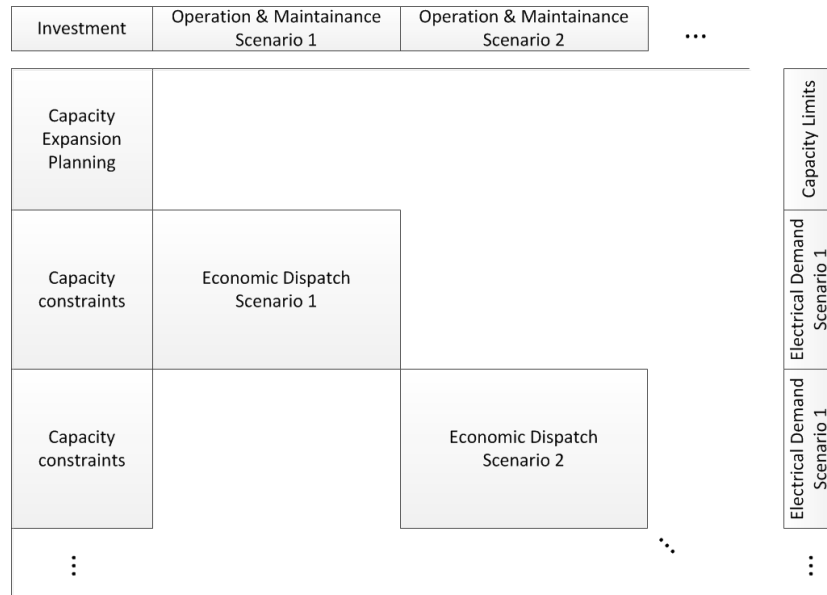 Investment
Operation & Maintainance
Scenario 1
Operation & Maintainance
Scenario 2
...
Capacity
Expansion
Planning
Capacity Limits
Capacity
constraints
Economic Dispatch
Scenario 1
Electrical Demand
Scenario 1
Capacity
constraints
Economic Dispatch
Scenario 2
Electrical Demand
Scenario 1
...
...
...